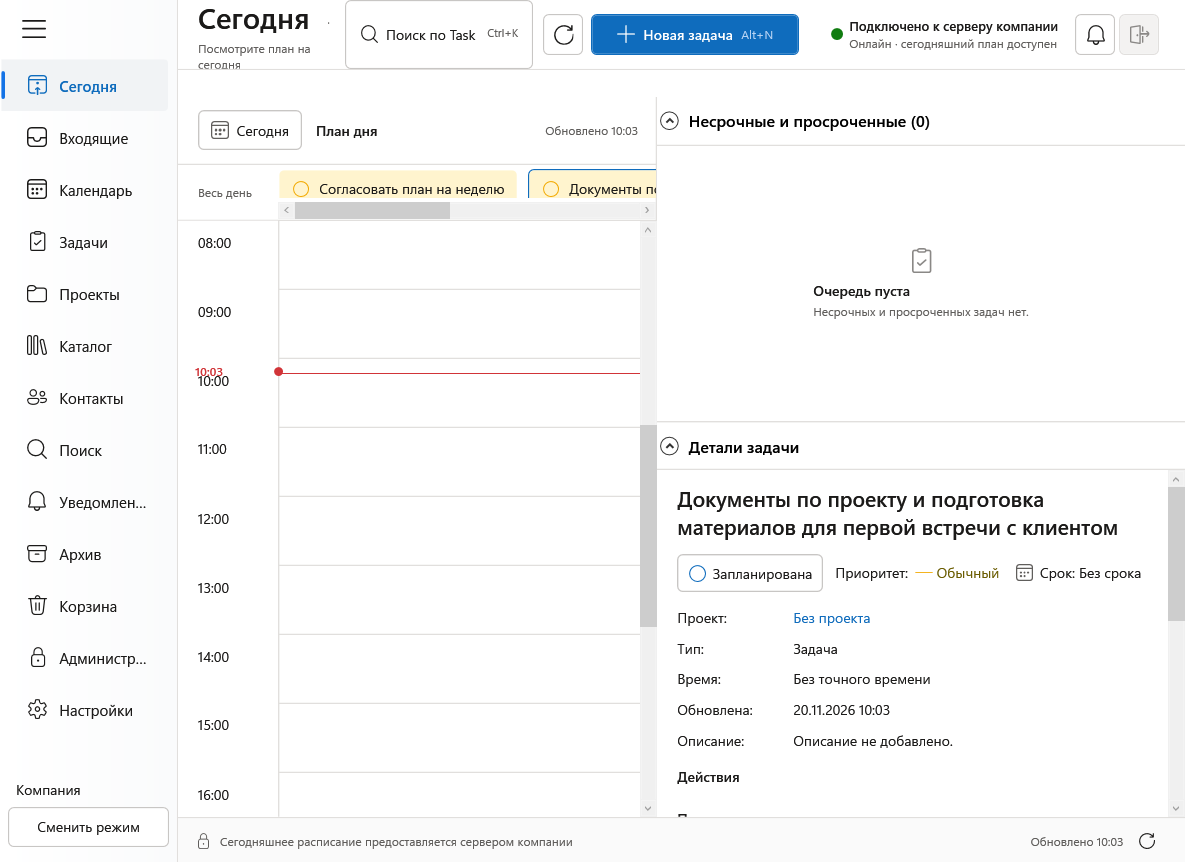 Сегодня
Посмотрите план на
сегодня
Поиск по Task Ctrl+K
Новая задача Alt+N
Подключено к серверу компании
Онлайн · сегодняшний план доступен
Сегодня
Входящие
Календарь
Задачи
Проекты
Каталог
Контакты
Поиск
Уведомлен...
Архив
Корзина
Администр...
Настройки
Компания
Сменить режим
Сегодня
План дня
Обновлено 10:03
Весь день
Согласовать план на неделю
Документы по
08:00
09:00
10:03
10:00
11:00
12:00
13:00
14:00
15:00
16:00
Несрочные и просроченные (0)
Очередь пуста
Несрочных и просроченных задач нет.
Детали задачи
Документы по проекту и подготовка
материалов для первой встречи с клиентом
Запланирована
Приоритет: Обычный
Срок: Без срока
Проект: Без проекта
Тип: Задача
Время: Без точного времени
Обновлена: 20.11.2026 10:03
Описание: Описание не добавлено.
Действия
Сегодняшнее расписание предоставляется сервером компании
Обновлено 10:03